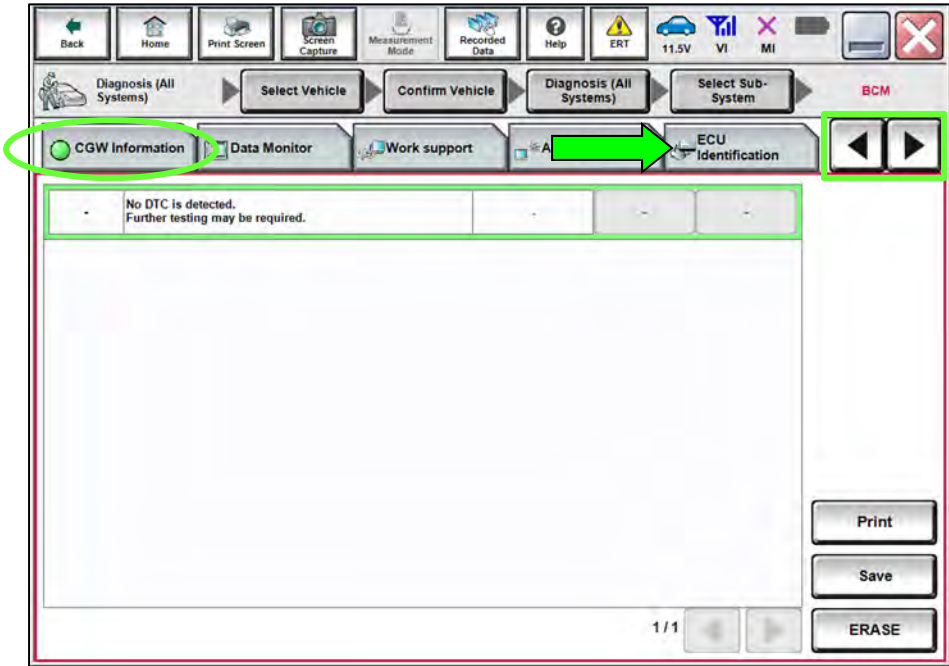 Back
Home
Print Screen
Screen
Capture
Measurement
Mode
Recorded
Data
Help
ERT
11.5V
VI
MI
Diagnosis (All
Systems)
Select Vehicle
Confirm Vehicle
Diagnosis (All
Systems)
Select Sub-
System
BCM
CGW Information
Data Monitor
Work support
A
ECU
Identification
-
No DTC is detected.
Further testing may be required.
-
-
-
1/1
Print
Save
ERASE